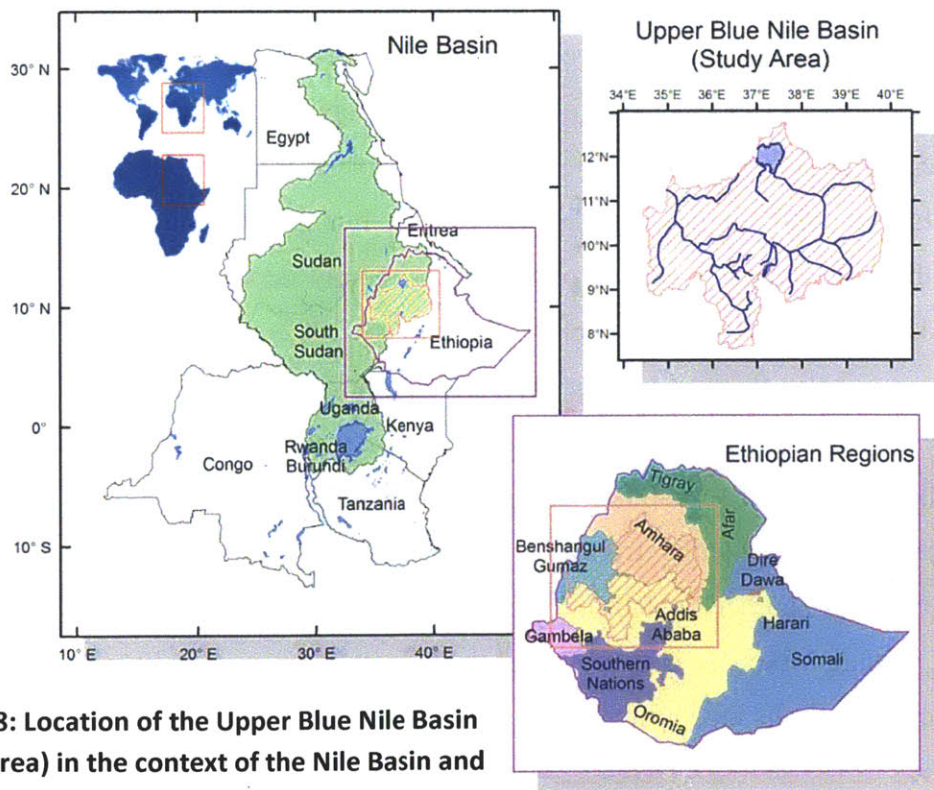 Nile Basin
30° N
20° N
10° N
0°
10° S
10° E
20° E
30° E
40° E
Egypt
Eritrea
Sudan
South
Sudan
Ethiopia
Uganda
Kenya
Rwanda
Burundi
Congo
Tanzania
Upper Blue Nile Basin
(Study Area)
34°E 35°E 36°E 37°E 38°E 39°E 40°E
12°N
11°N
10°N
9°N
8°N
Ethiopian Regions
Tigray
Afar
Amhara
Benshangul
Gumaz
Dire
Dawa
Addis
Ababa
Harari
Gambela
Somali
Southern
Nations
Oromia
8: Location of the Upper Blue Nile Basin
rea) in the context of the Nile Basin and